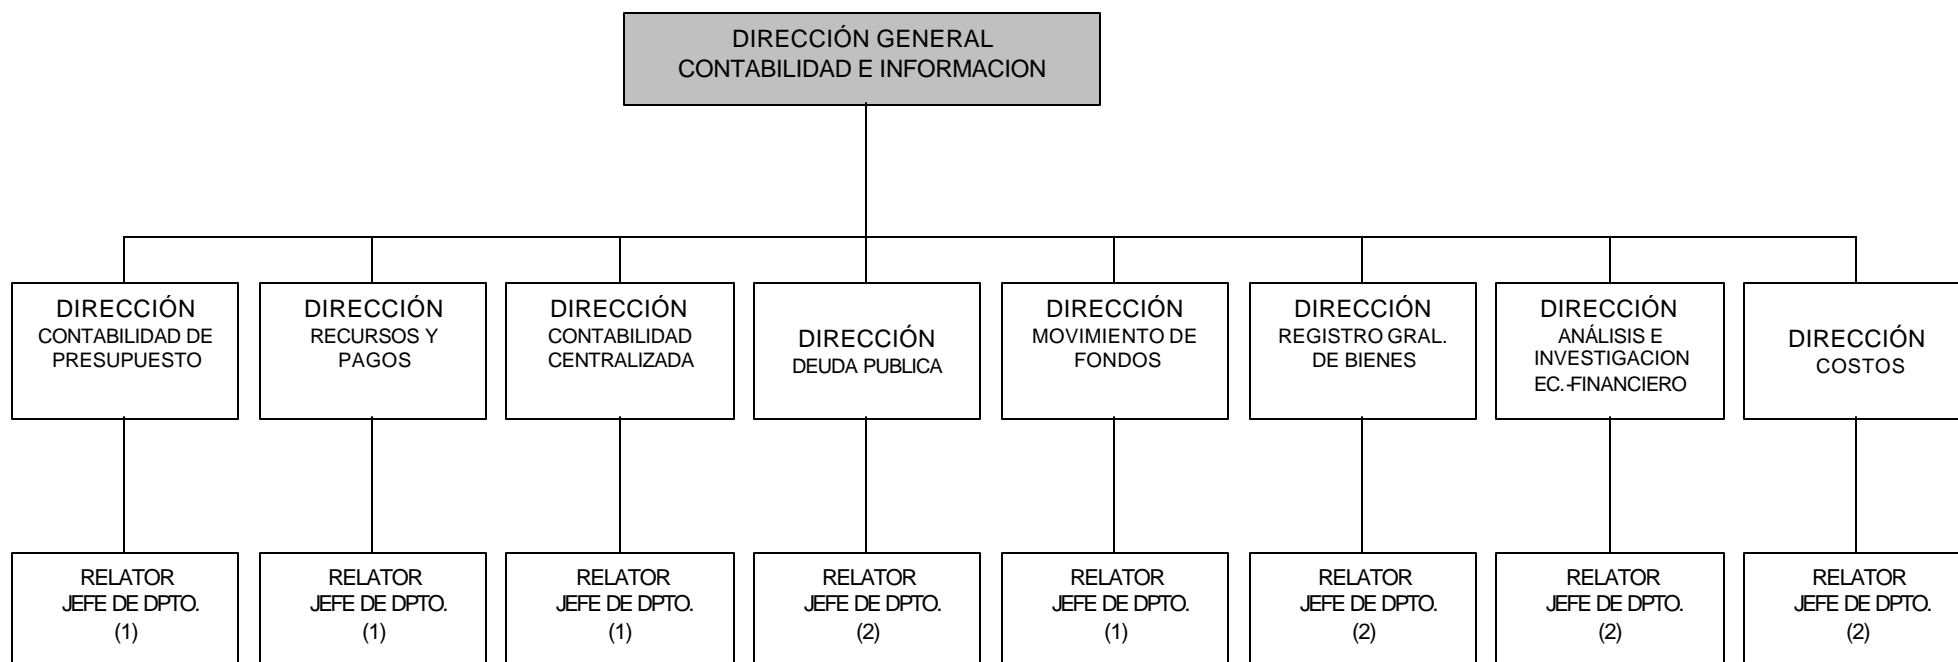 DIRECCIÓN GENERAL
CONTABILIDAD E INFORMACION
DIRECCIÓN
CONTABILIDAD DE
PRESUPUESTO
DIRECCIÓN
RECURSOS Y
PAGOS
DIRECCIÓN
CONTABILIDAD
CENTRALIZADA
DIRECCIÓN
DEUDA PUBLICA
DIRECCIÓN
MOVIMIENTO DE
FONDOS
DIRECCIÓN
REGISTRO GRAL.
DE BIENES
DIRECCIÓN
ANÁLISIS E
INVESTIGACION
EC.-FINANCIERO
DIRECCIÓN
COSTOS
RELATOR
JEFE DE DPTO.
(1)
RELATOR
JEFE DE DPTO.
(1)
RELATOR
JEFE DE DPTO.
(1)
RELATOR
JEFE DE DPTO.
(2)
RELATOR
JEFE DE DPTO.
(1)
RELATOR
JEFE DE DPTO.
(2)
RELATOR
JEFE DE DPTO.
(2)
RELATOR
JEFE DE DPTO.
(2)